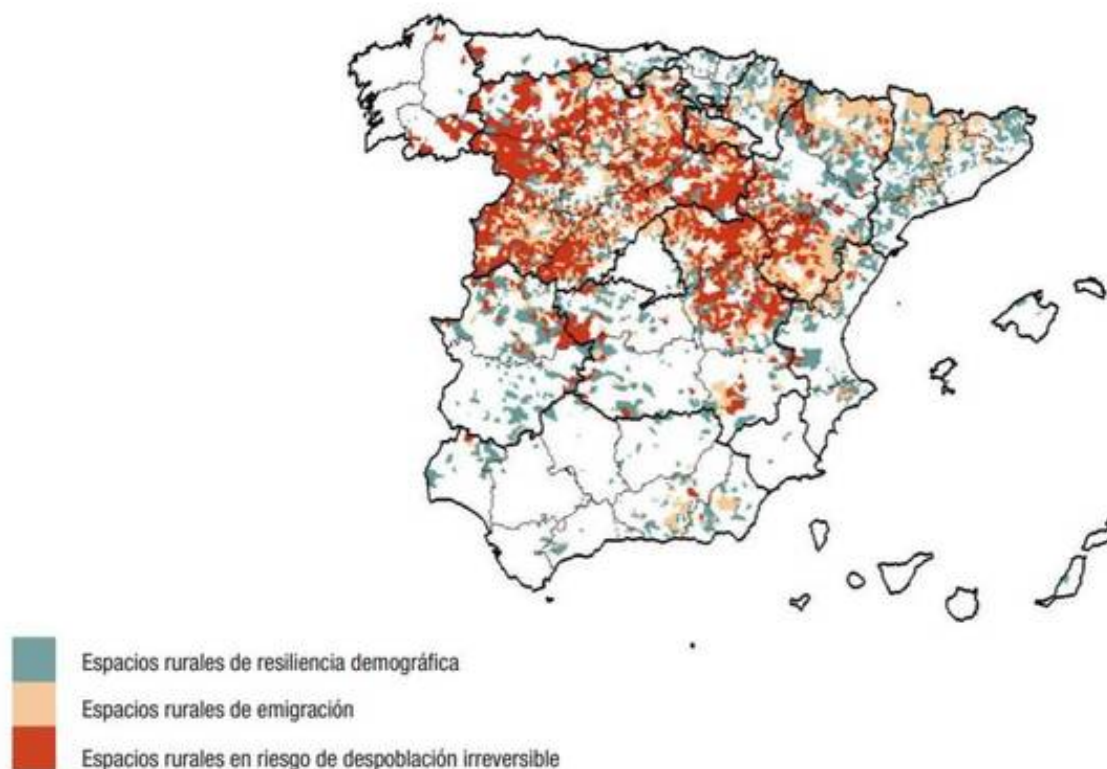 Espacios rurales de resiliencia demográfica
Espacios rurales de emigración
Espacios rurales en riesgo de despoblación irreversible